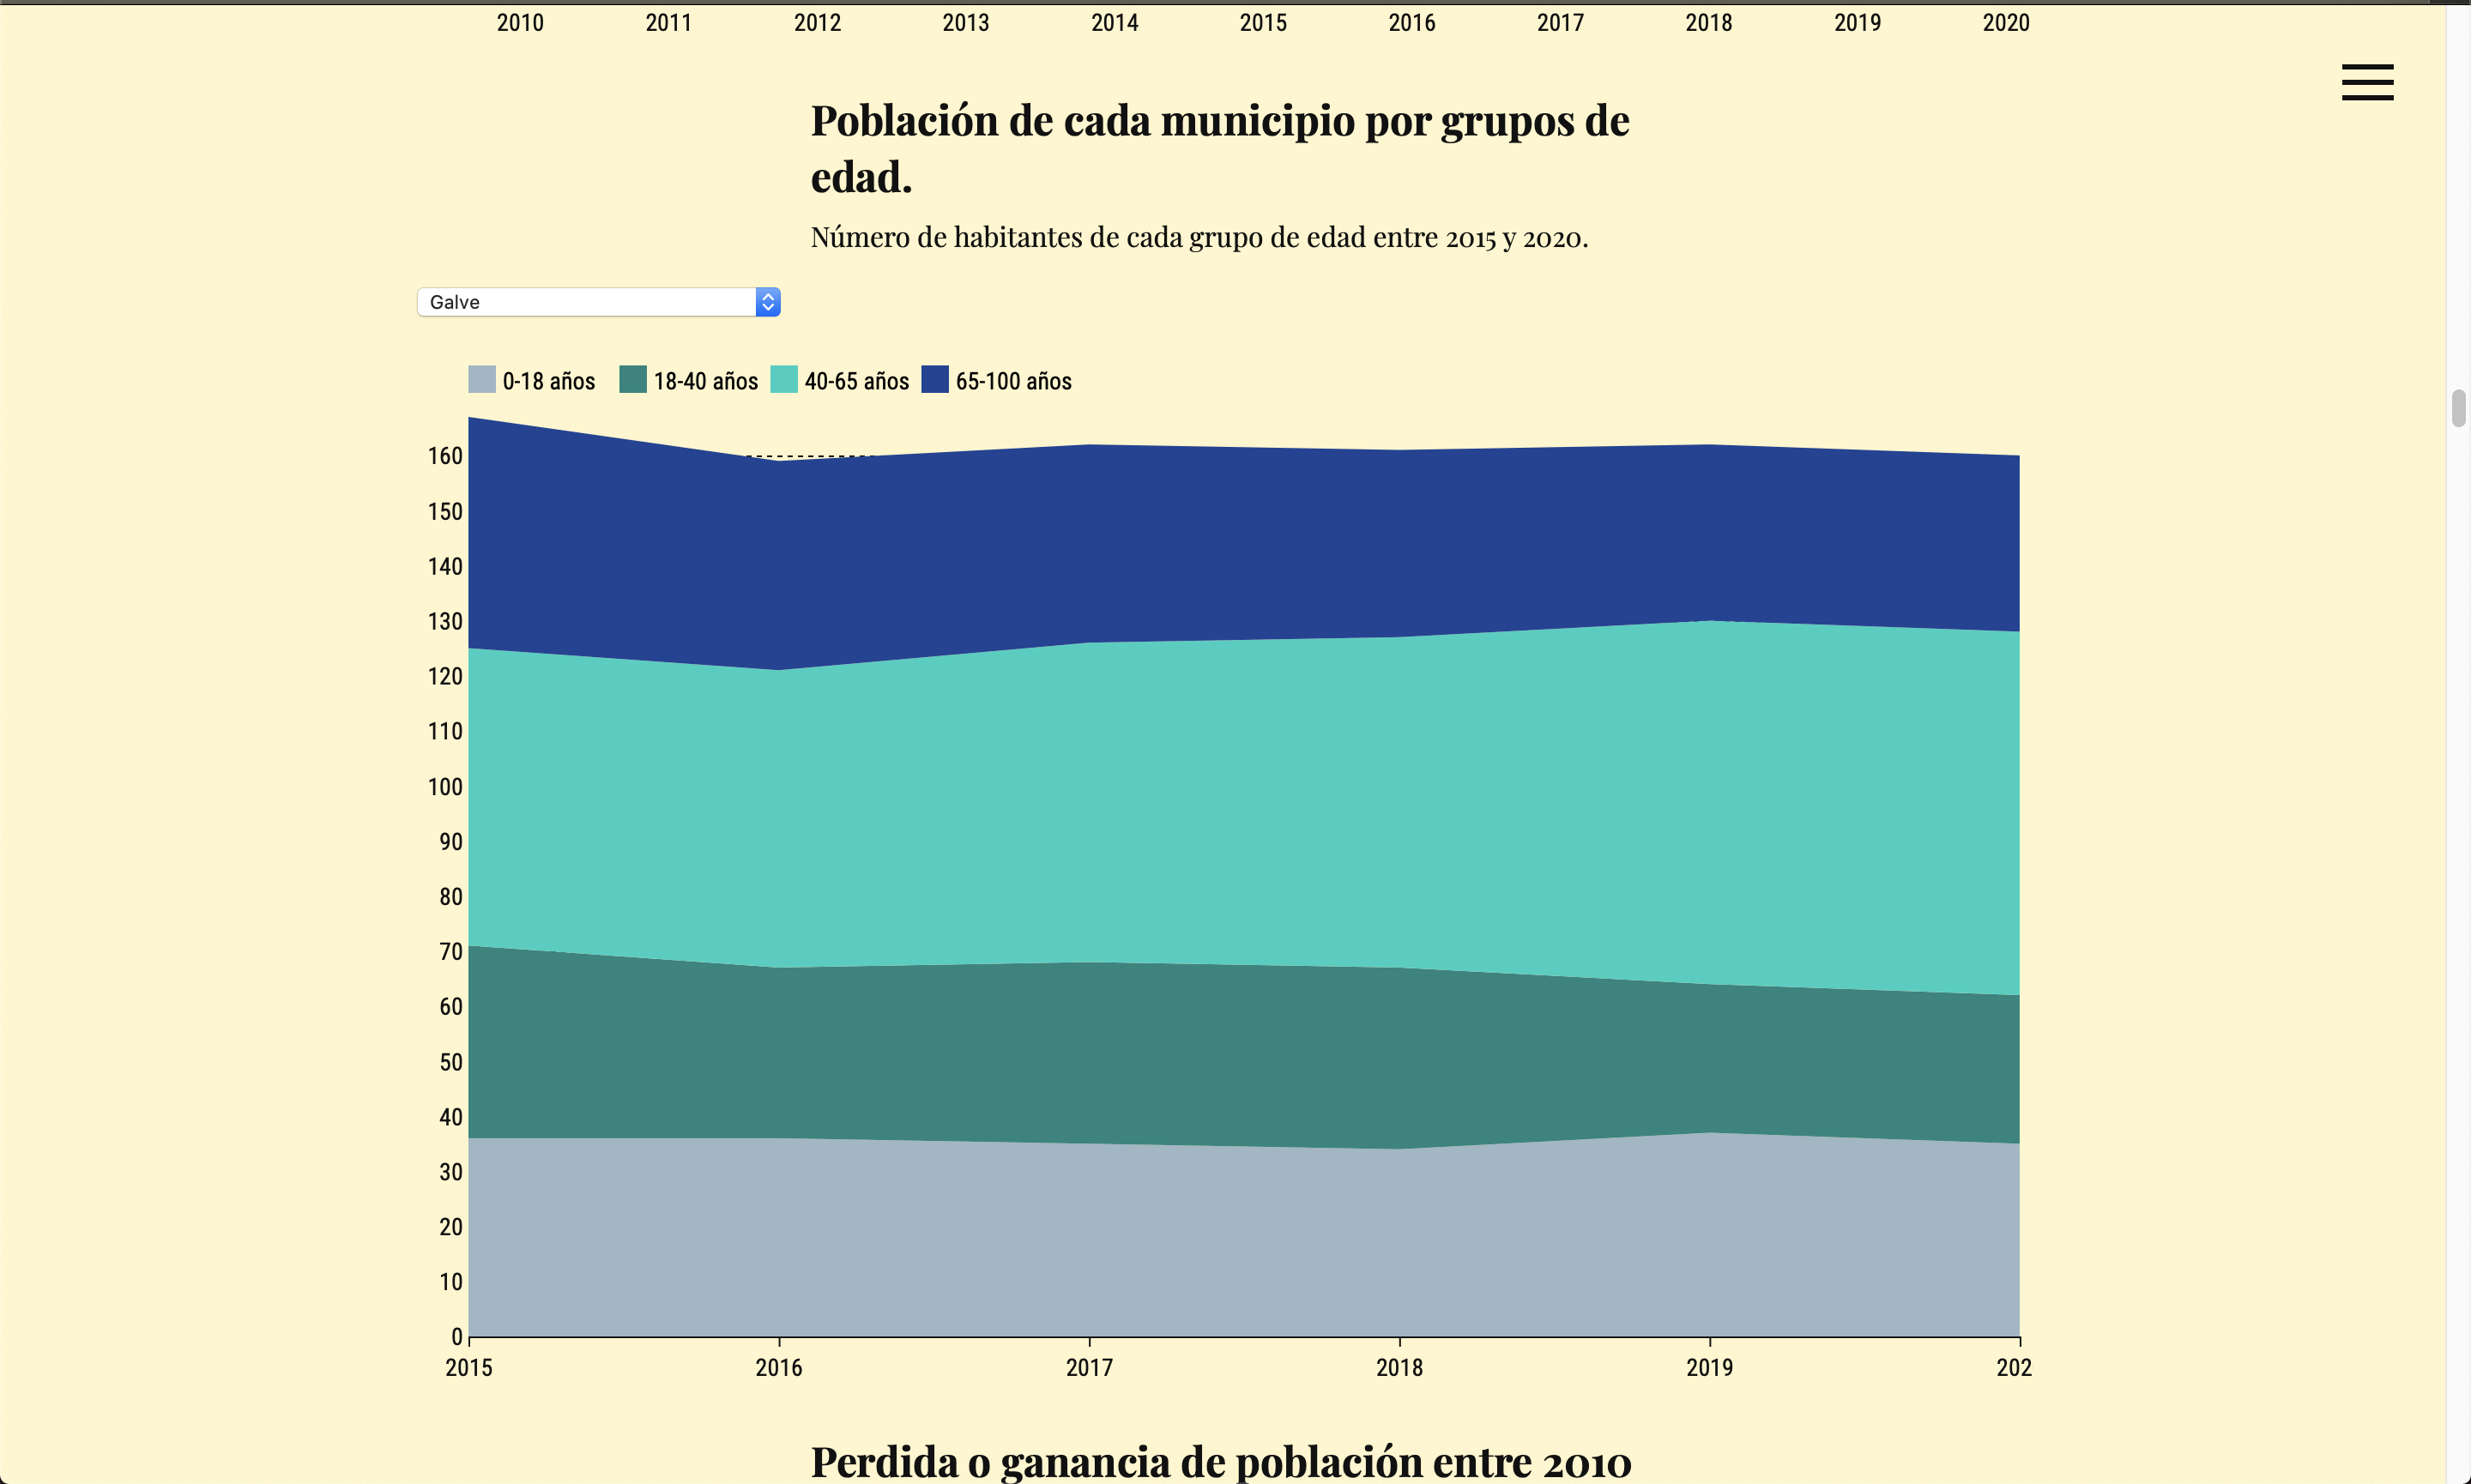 2010 2011 2012 2013 2014 2015 2016 2017 2018 2019 2020
Población de cada municipio por grupos de
edad.
Número de habitantes de cada grupo de edad entre 2015 y 2020.
Galve
0-18 años 18-40 años 40-65 años 65-100 años
160
150
140
130
120
110
100
90
80
70
60
50
40
30
20
10
0
2015 2016 2017 2018 2019 202
Perdida o ganancia de población entre 2010